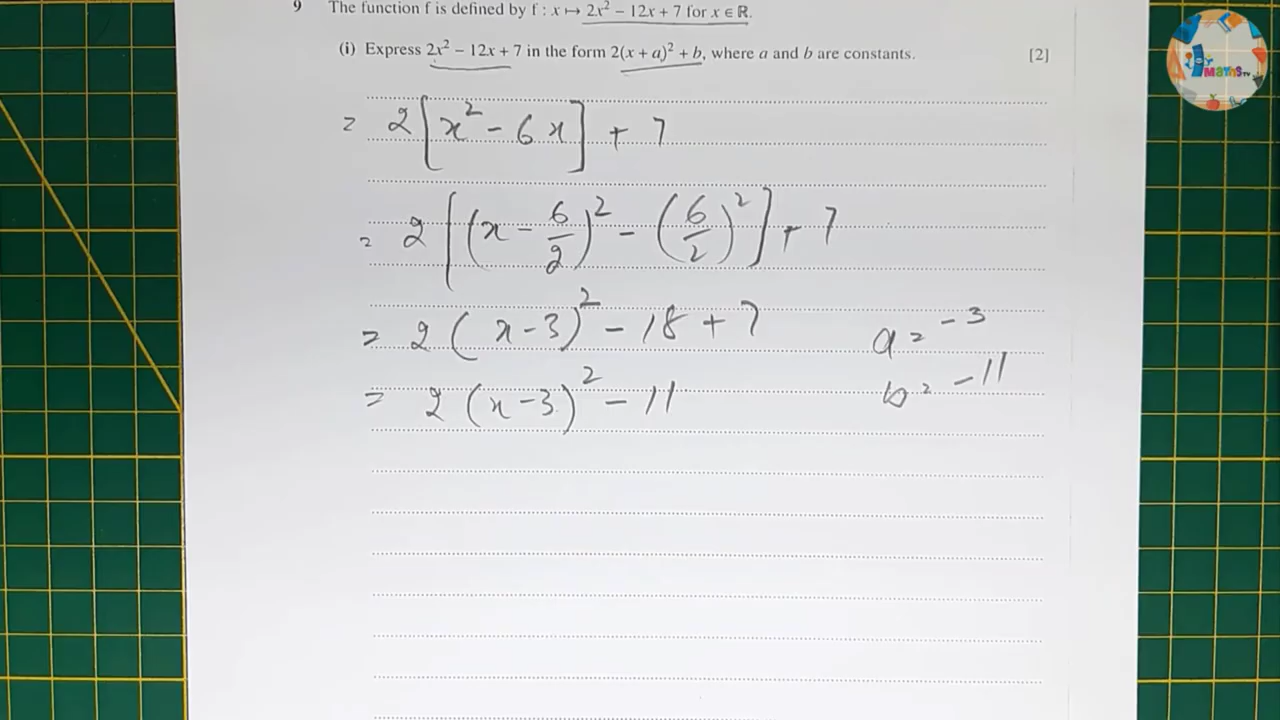 9 The function f is defined by f : x ↦ 2x² − 12x + 7 for x ∈ ℝ.
(i) Express 2x² − 12x + 7 in the form 2(x + a)² + b, where a and b are constants. [2]
= 2[x² − 6x] + 7
= 2[(x − 6/2)² − (6/2)²] + 7
= 2(x − 3)² − 18 + 7
a = −3
= 2(x − 3)² − 11
b = −11
MATHS TV